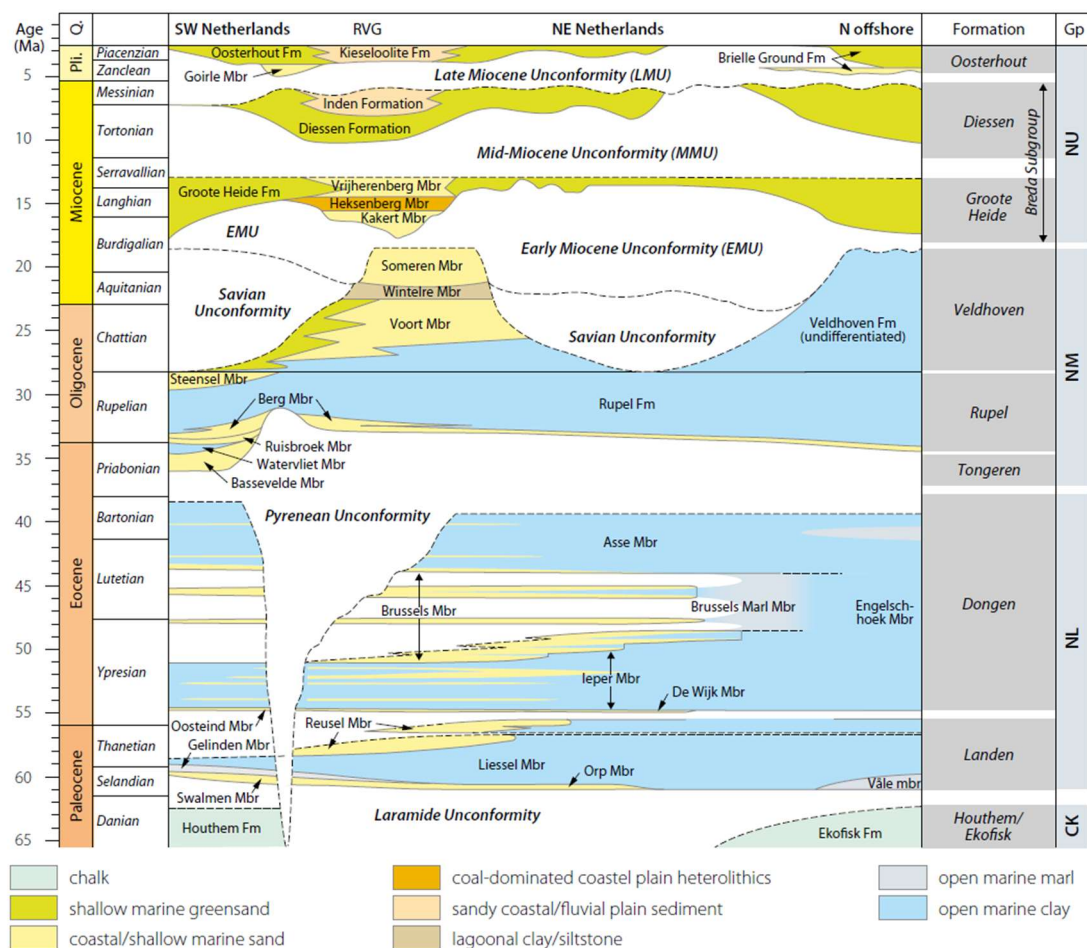 Age
(Ma)
Q.
SW Netherlands
RVG
NE Netherlands
N offshore
Formation
Gp
Pli.
Piacenzian
Oosterhout Fm
Kieseloolite Fm
Brielle Ground Fm
Oosterhout
Zanclean
Goirle Mbr
5
Late Miocene Unconformity (LMU)
Miocene
Messinian
Inden Formation
Tortonian
Diessen Formation
Diessen
10
Mid-Miocene Unconformity (MMU)
Breda Subgroup
NU
Serravallian
Groote Heide Fm
Vrijherenberg Mbr
Langhian
Heksenberg Mbr
Groote
Heide
15
Kakert Mbr
EMU
Burdigalian
Early Miocene Unconformity (EMU)
20
Someren Mbr
Aquitanian
Wintelre Mbr
Savian
Unconformity
Veldhoven
Oligocene
Chattian
25
Voort Mbr
Savian Unconformity
Veldhoven Fm
(undifferentiated)
NM
Steensel Mbr
30
Rupelian
Berg Mbr
Rupel Fm
Rupel
Ruisbroek Mbr
Watervliet Mbr
35
Priabonian
Bassevelde Mbr
Tongeren
Eocene
40
Bartonian
Pyrenean Unconformity
Asse Mbr
Lutetian
45
Brussels Mbr
Brussels Marl Mbr
Engelsch-
hoek Mbr
Dongen
NL
50
Ypresian
Ieper Mbr
De Wijk Mbr
55
Oosteind Mbr
Reusel Mbr
Paleocene
Gelinden Mbr
Thanetian
Liessel Mbr
Landen
60
Selandian
Orp Mbr
Våle mbr
Swalmen Mbr
Danian
Laramide Unconformity
Houthem Fm
Ekofisk Fm
Houthem/
Ekofisk
CK
65
chalk
coal-dominated coastel plain heterolithics
open marine marl
shallow marine greensand
sandy coastal/fluvial plain sediment
open marine clay
coastal/shallow marine sand
lagoonal clay/siltstone